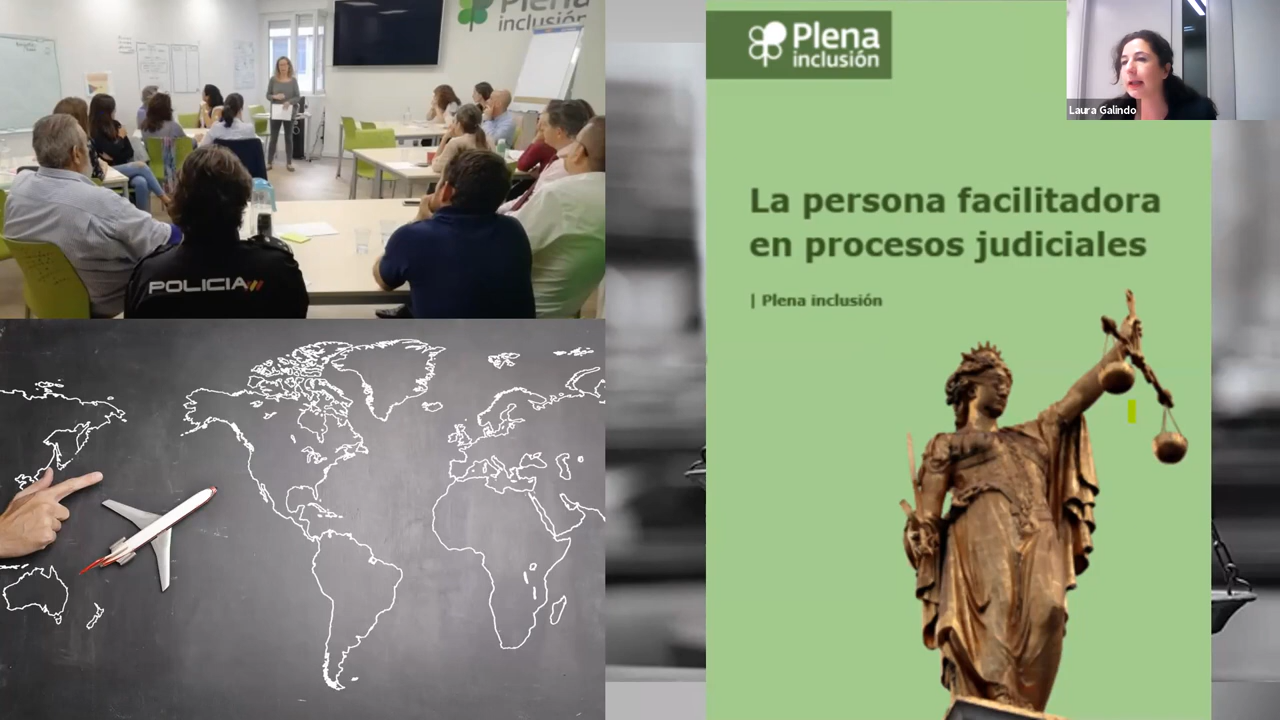 Plena
inclusión
POLICIA
Plena
inclusión
Laura Galindo
La persona facilitadora
en procesos judiciales
| Plena inclusión